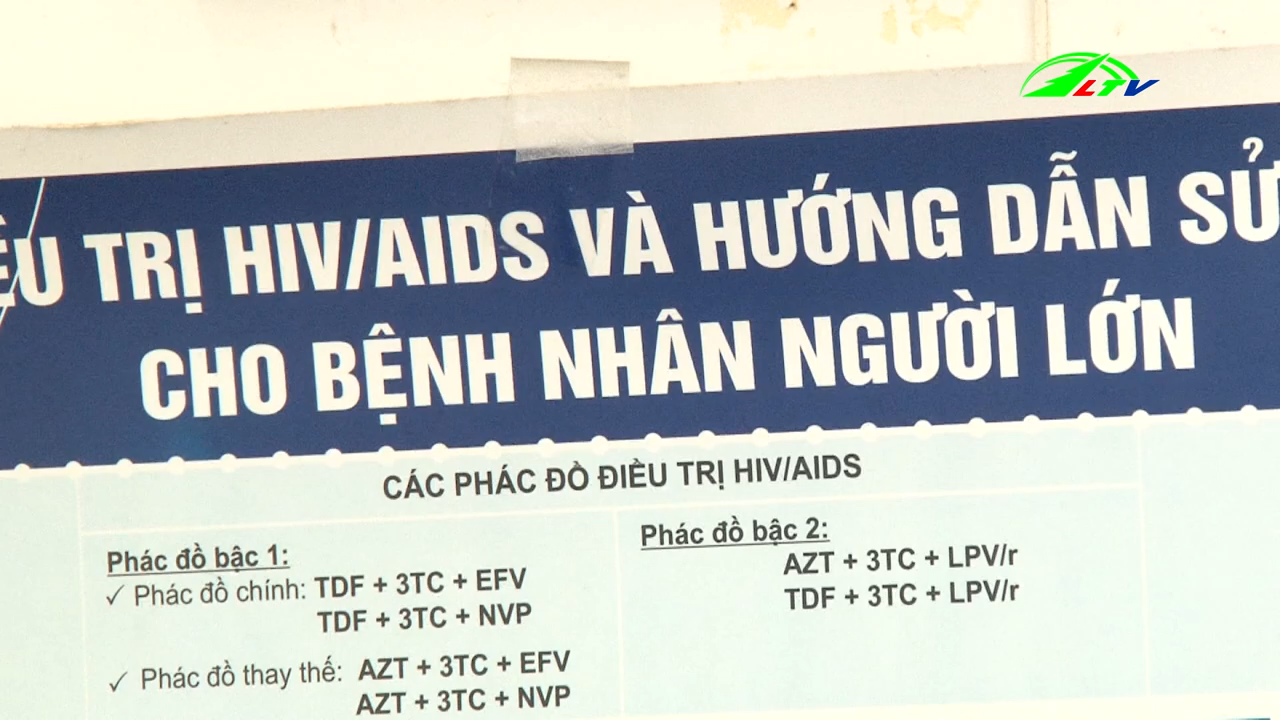 LTV
ĐIỀU TRỊ HIV/AIDS VÀ HƯỚNG DẪN SỬ
CHO BỆNH NHÂN NGƯỜI LỚN
CÁC PHÁC ĐỒ ĐIỀU TRỊ HIV/AIDS
Phác đồ bậc 1:
✓ Phác đồ chính: TDF + 3TC + EFV
TDF + 3TC + NVP
✓ Phác đồ thay thế: AZT + 3TC + EFV
AZT + 3TC + NVP
Phác đồ bậc 2:
AZT + 3TC + LPV/r
TDF + 3TC + LPV/r